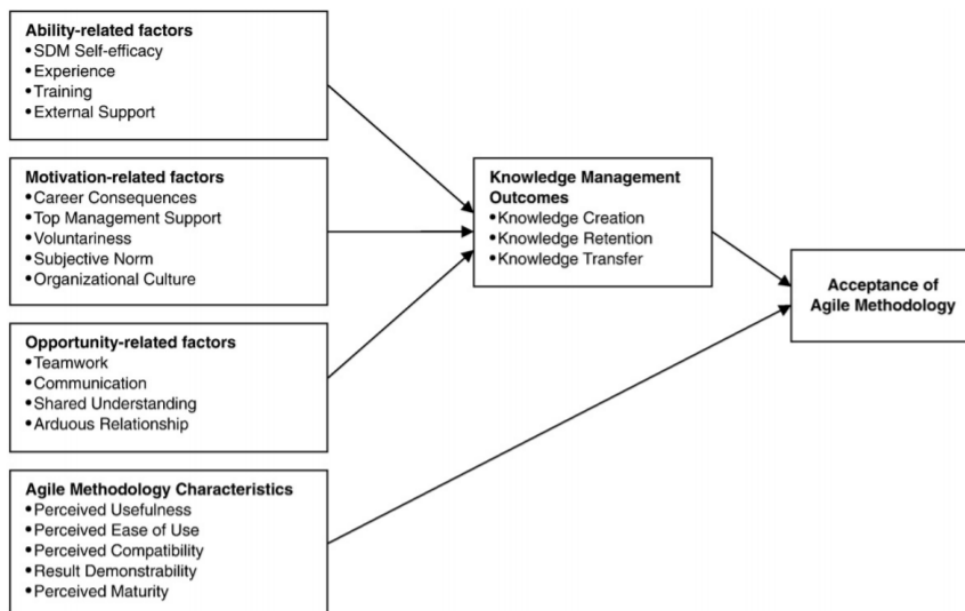 Ability-related factors
•SDM Self-efficacy
•Experience
•Training
•External Support
Motivation-related factors
•Career Consequences
•Top Management Support
•Voluntariness
•Subjective Norm
•Organizational Culture
Opportunity-related factors
•Teamwork
•Communication
•Shared Understanding
•Arduous Relationship
Agile Methodology Characteristics
•Perceived Usefulness
•Perceived Ease of Use
•Perceived Compatibility
•Result Demonstrability
•Perceived Maturity
Knowledge Management
Outcomes
•Knowledge Creation
•Knowledge Retention
•Knowledge Transfer
Acceptance of
Agile Methodology